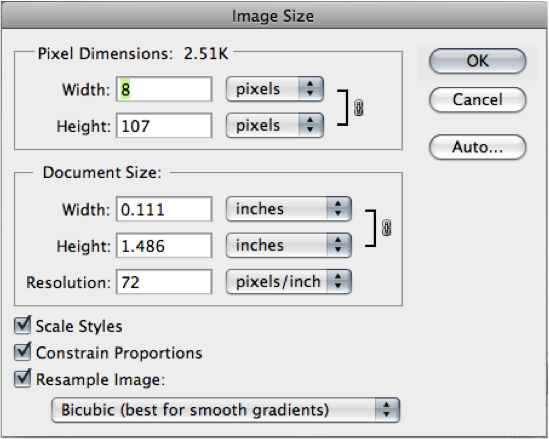 Image Size
Pixel Dimensions: 2.51K
Width: 8 pixels
Height: 107 pixels
OK
Cancel
Auto...
Document Size:
Width: 0.111 inches
Height: 1.486 inches
Resolution: 72 pixels/inch
Scale Styles
Constrain Proportions
Resample Image:
Bicubic (best for smooth gradients)